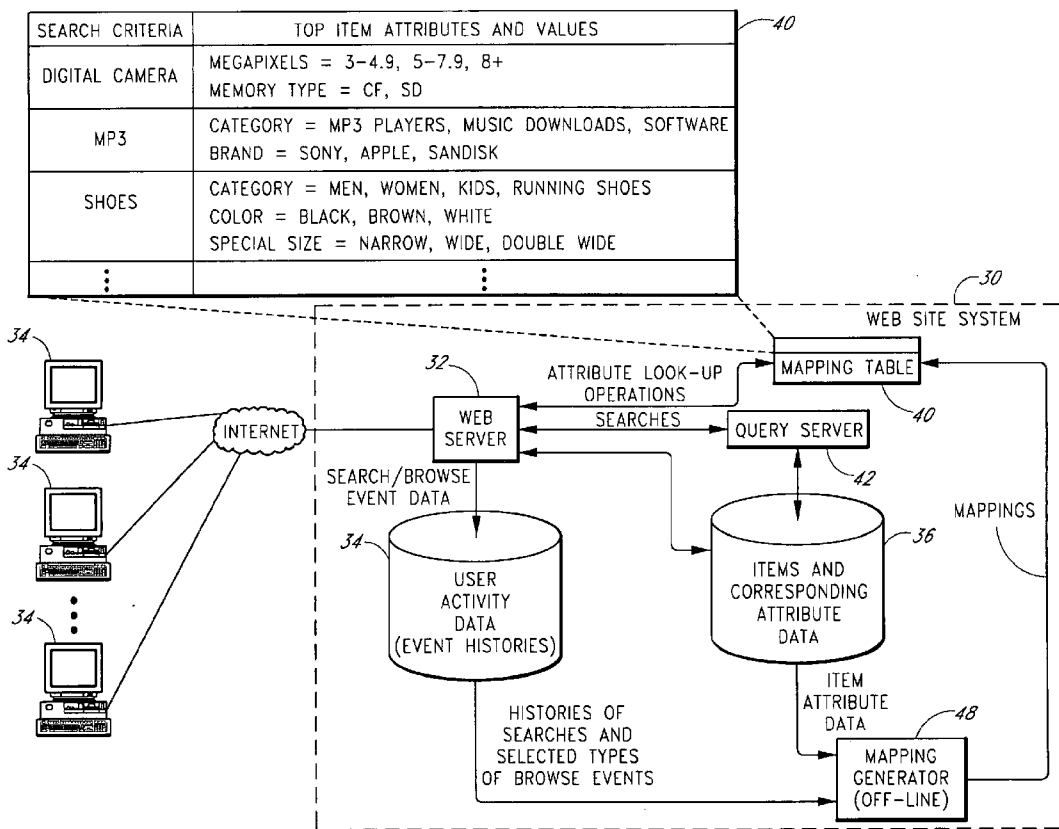 SEARCH CRITERIA
TOP ITEM ATTRIBUTES AND VALUES
40
DIGITAL CAMERA
MEGAPIXELS = 3-4.9, 5-7.9, 8+
MEMORY TYPE = CF, SD
MP3
CATEGORY = MP3 PLAYERS, MUSIC DOWNLOADS, SOFTWARE
BRAND = SONY, APPLE, SANDISK
SHOES
CATEGORY = MEN, WOMEN, KIDS, RUNNING SHOES
COLOR = BLACK, BROWN, WHITE
SPECIAL SIZE = NARROW, WIDE, DOUBLE WIDE
30
WEB SITE SYSTEM
34
32
ATTRIBUTE LOOK-UP
OPERATIONS
MAPPING TABLE
40
INTERNET
WEB
SERVER
SEARCHES
QUERY SERVER
42
34
SEARCH/BROWSE
EVENT DATA
MAPPINGS
34
USER
ACTIVITY
DATA
(EVENT HISTORIES)
36
ITEMS AND
CORRESPONDING
ATTRIBUTE
DATA
34
ITEM
ATTRIBUTE
DATA
HISTORIES OF
SEARCHES AND
SELECTED TYPES
OF BROWSE EVENTS
48
MAPPING
GENERATOR
(OFF-LINE)